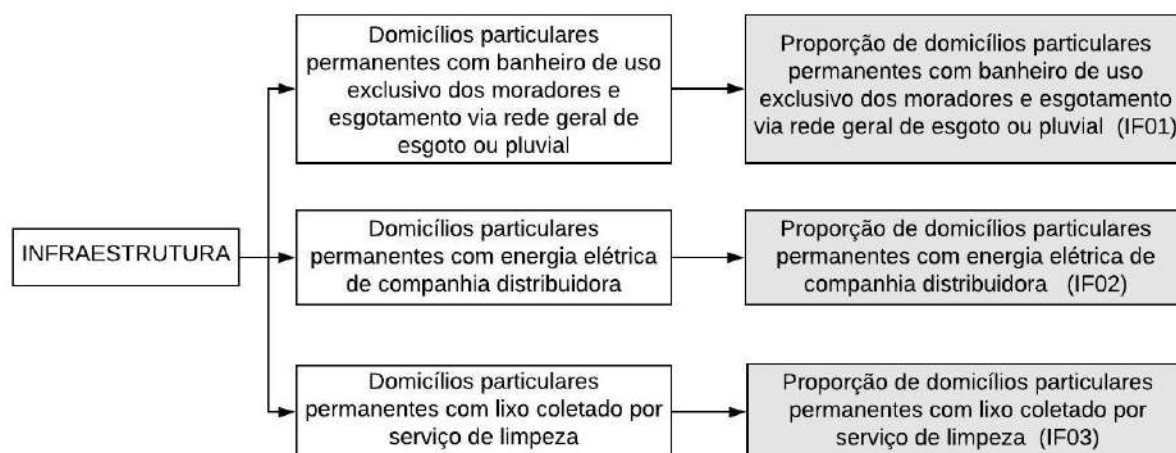 INFRAESTRUTURA
Domicílios particulares
permanentes com banheiro de uso
exclusivo dos moradores e
esgotamento via rede geral de
esgoto ou pluvial
Proporção de domicílios particulares
permanentes com banheiro de uso
exclusivo dos moradores e esgotamento
via rede geral de esgoto ou pluvial (IF01)
Domicílios particulares
permanentes com energia elétrica
de companhia distribuidora
Proporção de domicílios particulares
permanentes com energia elétrica de
companhia distribuidora (IF02)
Domicílios particulares
permanentes com lixo coletado por
serviço de limpeza
Proporção de domicílios particulares
permanentes com lixo coletado por
serviço de limpeza (IF03)